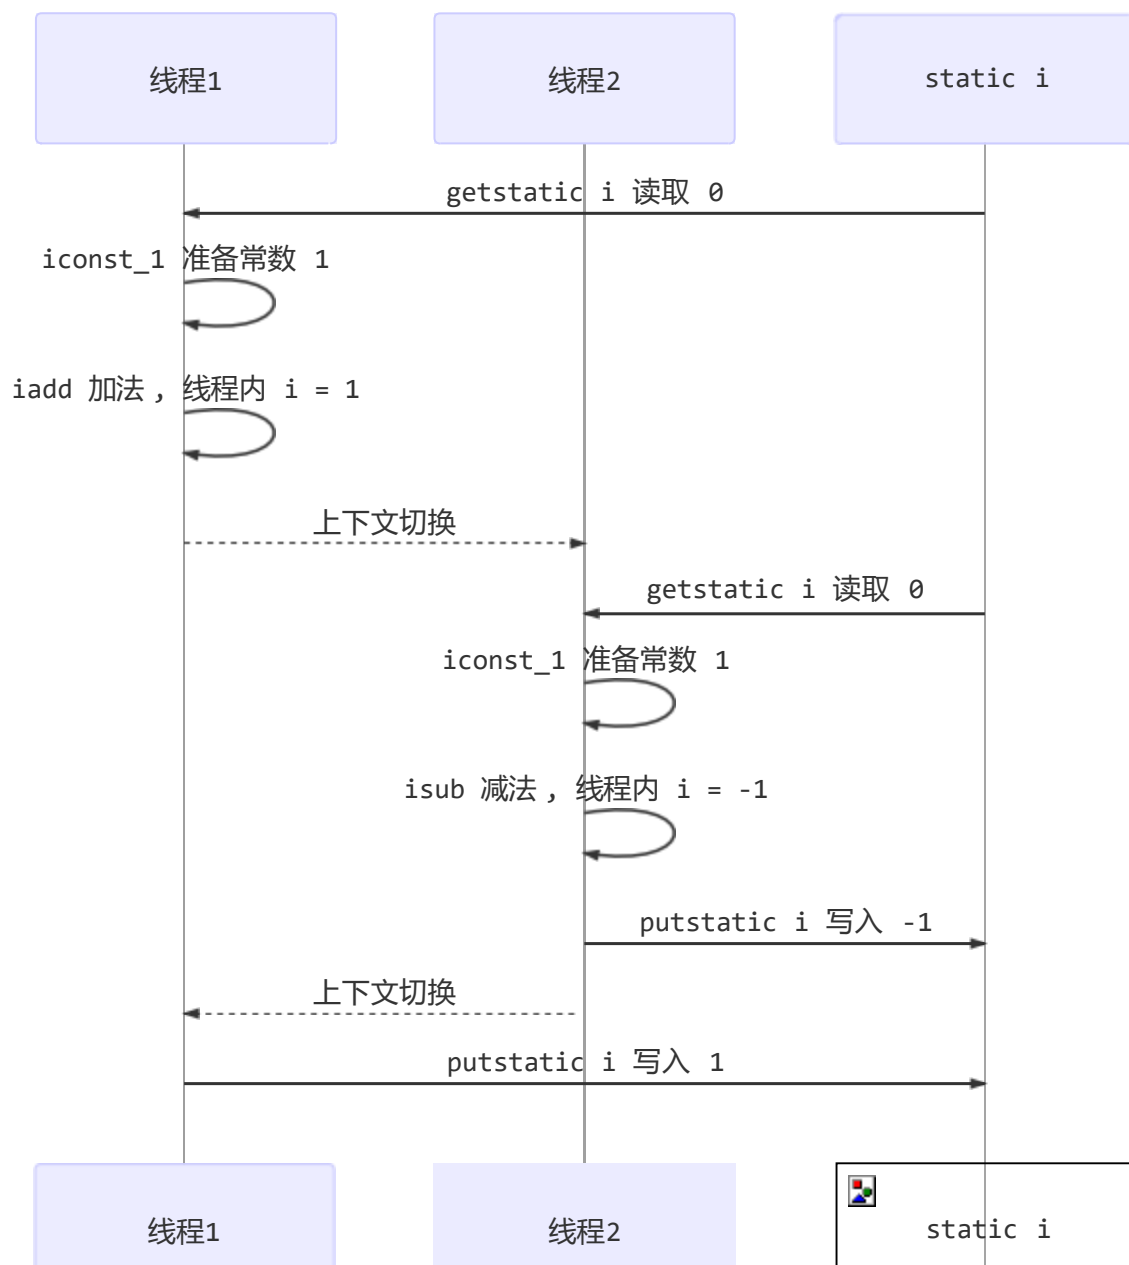 线程1
线程2
static i
getstatic i 读取 0
iconst_1 准备常数 1
iadd 加法，线程内 i = 1
上下文切换
getstatic i 读取 0
iconst_1 准备常数 1
isub 减法，线程内 i = -1
putstatic i 写入 -1
上下文切换
putstatic i 写入 1
线程1
线程2
static i